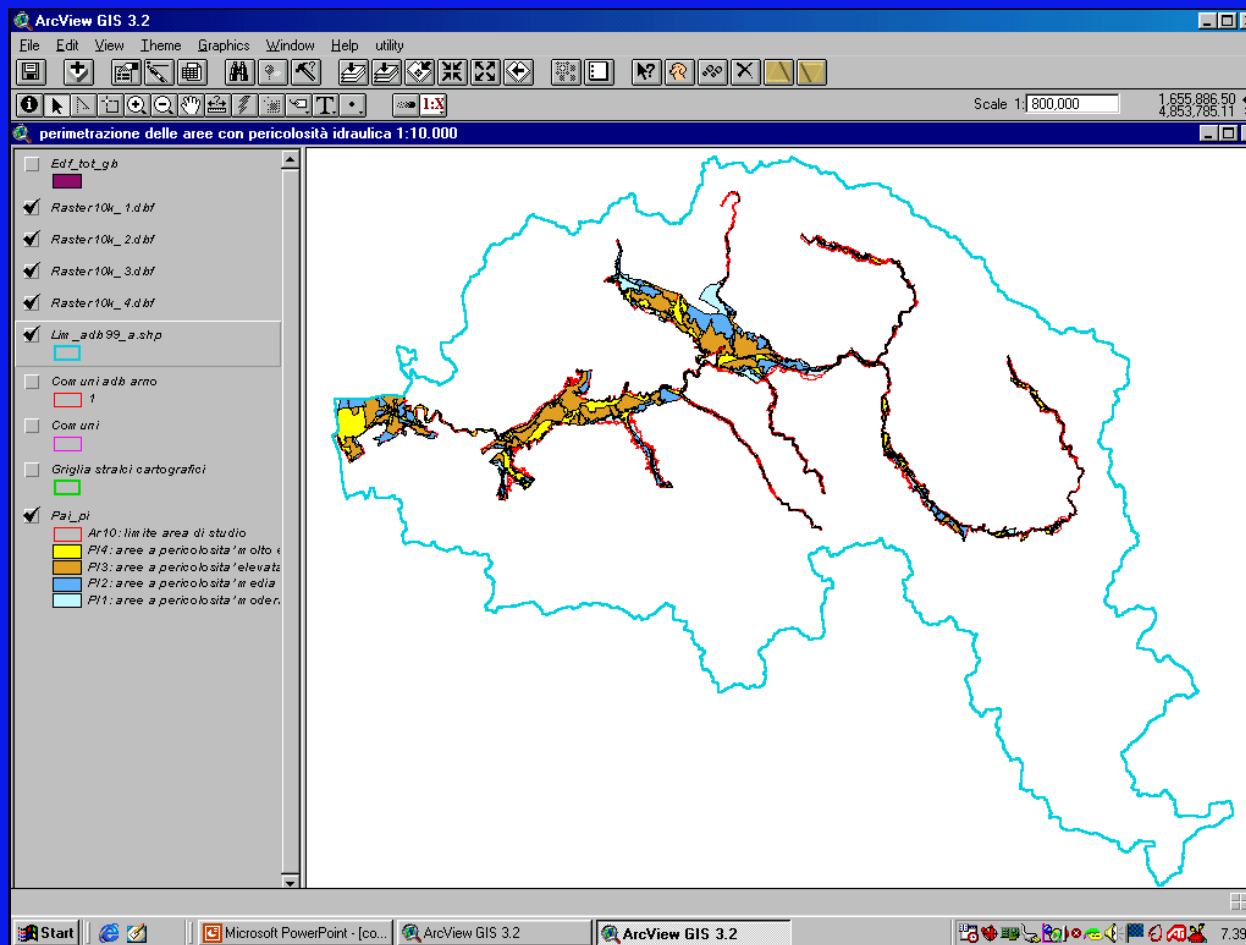 ArcView GIS 3.2
File Edit View Theme Graphics Window Help utility
Scale 1: 800,000
1,655,886.50
4,853,785.11
perimetrazione delle aree con pericolosità idraulica 1:10.000
Edf_tot_gb
Raster10k_1.dbf
Raster10k_2.dbf
Raster10k_3.dbf
Raster10k_4.dbf
Lim_adb99_a.shp
Comuni adb arno
1
Comuni
Griglia stralci cartografici
Pai_pi
Ar10: limite area di studio
PI4: aree a pericolosita' molto e
PI3: aree a pericolosita' elevata
PI2: aree a pericolosita' media
PI1: aree a pericolosita' moder
Start Microsoft PowerPoint - [co... ArcView GIS 3.2 ArcView GIS 3.2 7.39